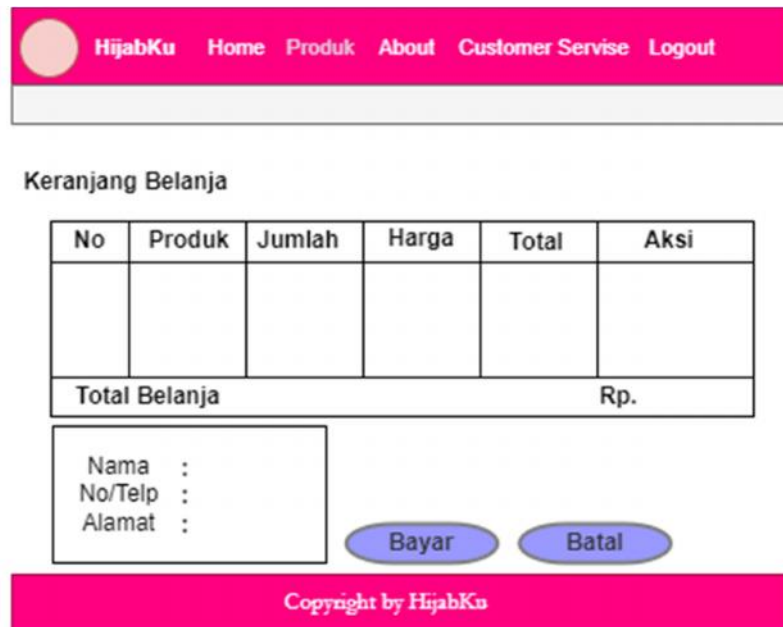 HijabKu Home Produk About Customer Servise Logout
Keranjang Belanja
No Produk Jumlah Harga Total Aksi
Total Belanja Rp.
Nama :
No/Telp :
Alamat :
Bayar Batal
Copyright by HijabKu